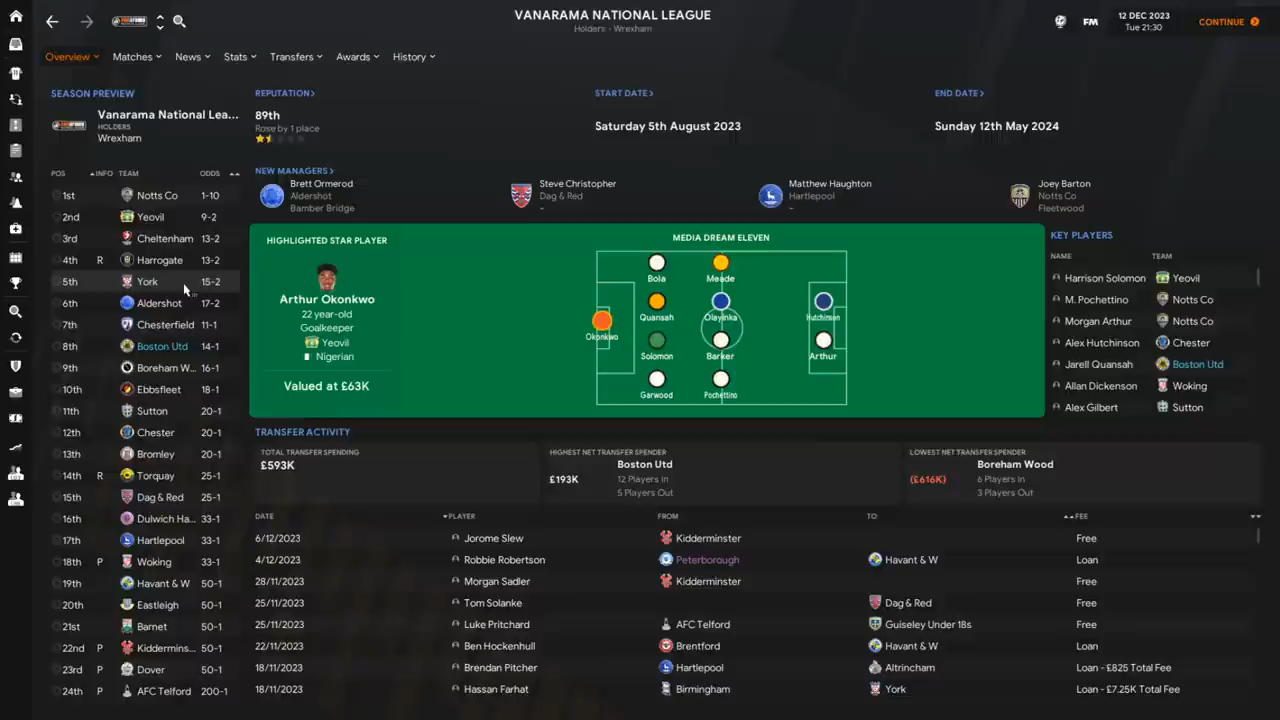 VANARAMA NATIONAL LEAGUE
Holders - Wrexham
FM
12 DEC 2023
Tue 21:30
CONTINUE
Overview
Matches
News
Stats
Transfers
Awards
History
SEASON PREVIEW
Vanarama National Lea...
HOLDERS
Wrexham
REPUTATION>
89th
Rose by 1 place
START DATE>
Saturday 5th August 2023
END DATE>
Sunday 12th May 2024
NEW MANAGERS>
Brett Ormerod
Aldershot
Bamber Bridge
Steve Christopher
Dag & Red
-
Matthew Haughton
Hartlepool
-
Joey Barton
Notts Co
Fleetwood
POS INFO TEAM ODDS
1st Notts Co 1-10
2nd Yeovil 9-2
3rd Cheltenham 13-2
4th R Harrogate 13-2
5th York 15-2
6th Aldershot 17-2
7th Chesterfield 11-1
8th Boston Utd 14-1
9th Boreham W... 16-1
10th Ebbsfleet 18-1
11th Sutton 20-1
12th Chester 20-1
13th Bromley 20-1
14th R Torquay 25-1
15th Dag & Red 25-1
16th Dulwich Ha... 33-1
17th Hartlepool 33-1
18th P Woking 33-1
19th Havant & W 50-1
20th Eastleigh 50-1
21st Barnet 50-1
22nd P Kiddermins... 50-1
23rd P Dover 50-1
24th P AFC Telford 200-1
HIGHLIGHTED STAR PLAYER
Arthur Okonkwo
22 year-old
Goalkeeper
Yeovil
Nigerian
Valued at £63K
MEDIA DREAM ELEVEN
Bola
Meade
Quansah
Olayinka
Hutchinson
Okonkwo
Solomon
Barker
Arthur
Garwood
Pochettino
KEY PLAYERS
NAME TEAM
Harrison Solomon Yeovil
M. Pochettino Notts Co
Morgan Arthur Notts Co
Alex Hutchinson Chester
Jarell Quansah Boston Utd
Allan Dickenson Woking
Alex Gilbert Sutton
TRANSFER ACTIVITY
TOTAL TRANSFER SPENDING
£593K
HIGHEST NET TRANSFER SPENDER
£193K
Boston Utd
12 Players In
5 Players Out
LOWEST NET TRANSFER SPENDER
(£616K)
Boreham Wood
6 Players In
3 Players Out
DATE PLAYER FROM TO FEE
6/12/2023 Jorome Slew Kidderminster Free
4/12/2023 Robbie Robertson Peterborough Havant & W Loan
28/11/2023 Morgan Sadler Kidderminster Free
25/11/2023 Tom Solanke Dag & Red Free
25/11/2023 Luke Pritchard AFC Telford Guiseley Under 18s Free
22/11/2023 Ben Hockenhull Brentford Havant & W Loan
18/11/2023 Brendan Pitcher Hartlepool Altrincham Loan - £825 Total Fee
18/11/2023 Hassan Farhat Birmingham York Loan - £7.25K Total Fee